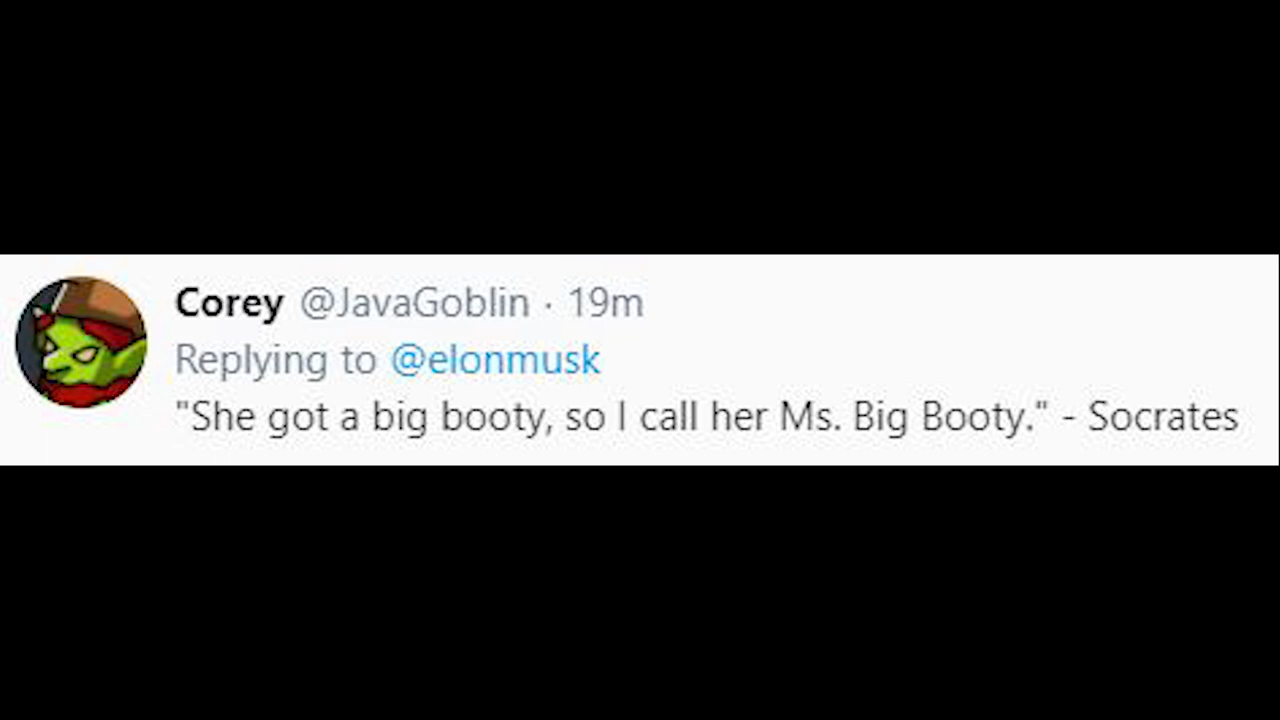 Corey @JavaGoblin · 19m
Replying to @elonmusk
"She got a big booty, so I call her Ms. Big Booty." - Socrates